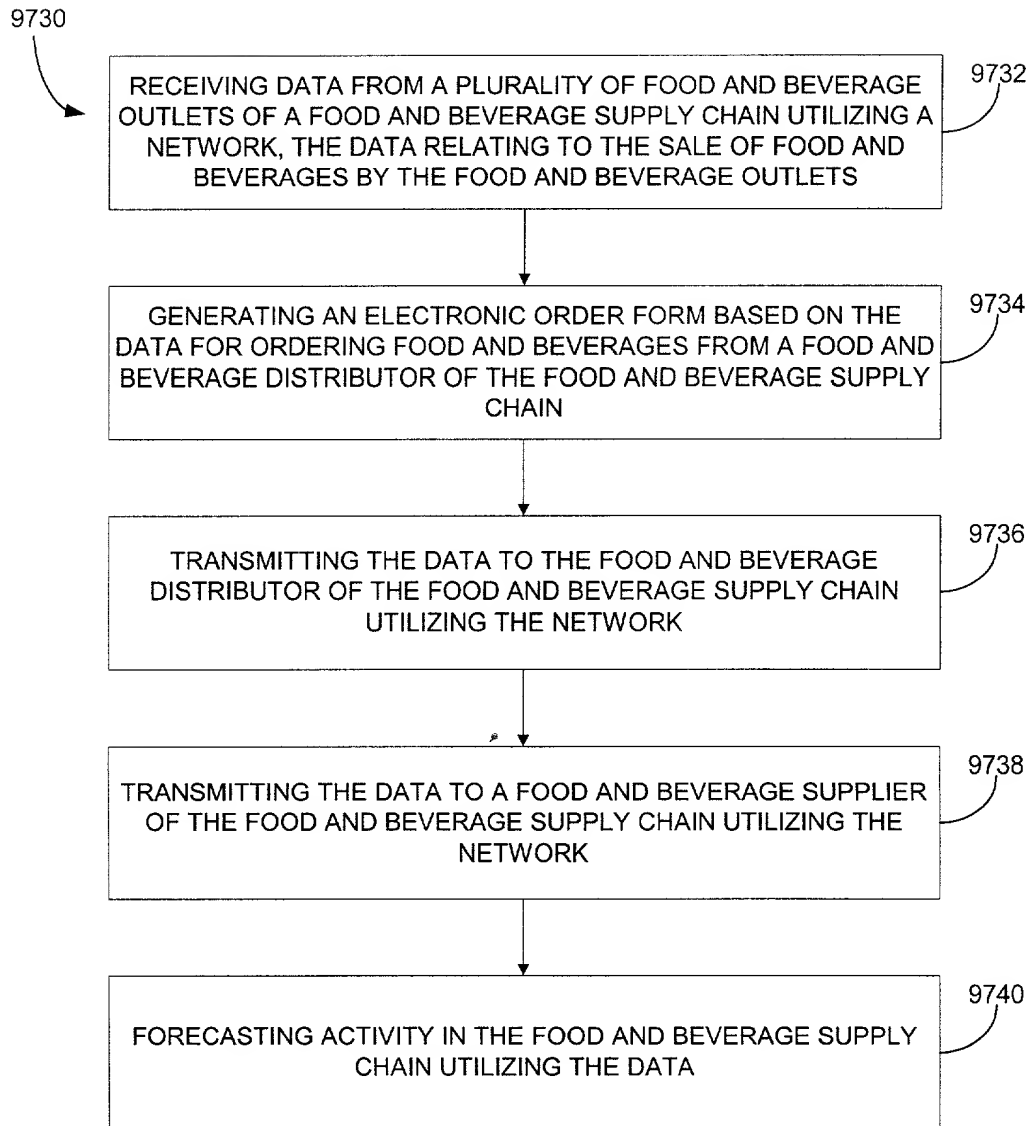 9730
RECEIVING DATA FROM A PLURALITY OF FOOD AND BEVERAGE
OUTLETS OF A FOOD AND BEVERAGE SUPPLY CHAIN UTILIZING A
NETWORK, THE DATA RELATING TO THE SALE OF FOOD AND
BEVERAGES BY THE FOOD AND BEVERAGE OUTLETS
9732
GENERATING AN ELECTRONIC ORDER FORM BASED ON THE
DATA FOR ORDERING FOOD AND BEVERAGES FROM A FOOD AND
BEVERAGE DISTRIBUTOR OF THE FOOD AND BEVERAGE SUPPLY
CHAIN
9734
TRANSMITTING THE DATA TO THE FOOD AND BEVERAGE
DISTRIBUTOR OF THE FOOD AND BEVERAGE SUPPLY CHAIN
UTILIZING THE NETWORK
9736
TRANSMITTING THE DATA TO A FOOD AND BEVERAGE SUPPLIER
OF THE FOOD AND BEVERAGE SUPPLY CHAIN UTILIZING THE
NETWORK
9738
FORECASTING ACTIVITY IN THE FOOD AND BEVERAGE SUPPLY
CHAIN UTILIZING THE DATA
9740